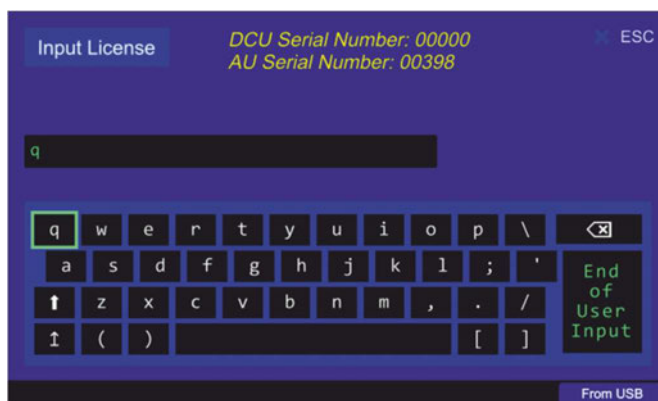 Input License
DCU Serial Number: 00000
AU Serial Number: 00398
ESC
q
q w e r t y u i o p \
a s d f g h j k l ; '
z x c v b n m , . /
( ) [ ]
End
of
User
Input
From USB